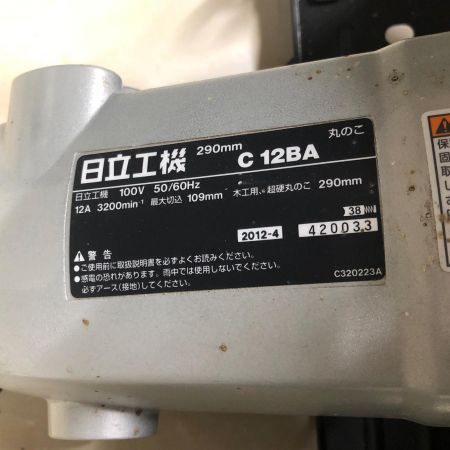 丸のこ
日立工機 290mm C 12BA
日立工機 100V 50/60Hz
12A 3200min⁻¹ 最大切込 109mm 木工用、超硬丸のこ 290mm
38
2012-4 420033
警告
●ご使用前に取扱説明書を必ずよくお読みください。
●感電の恐れがあります。雨中では使用しないでください。
必ずアース(接地)してください。
C320223A
保
固
取